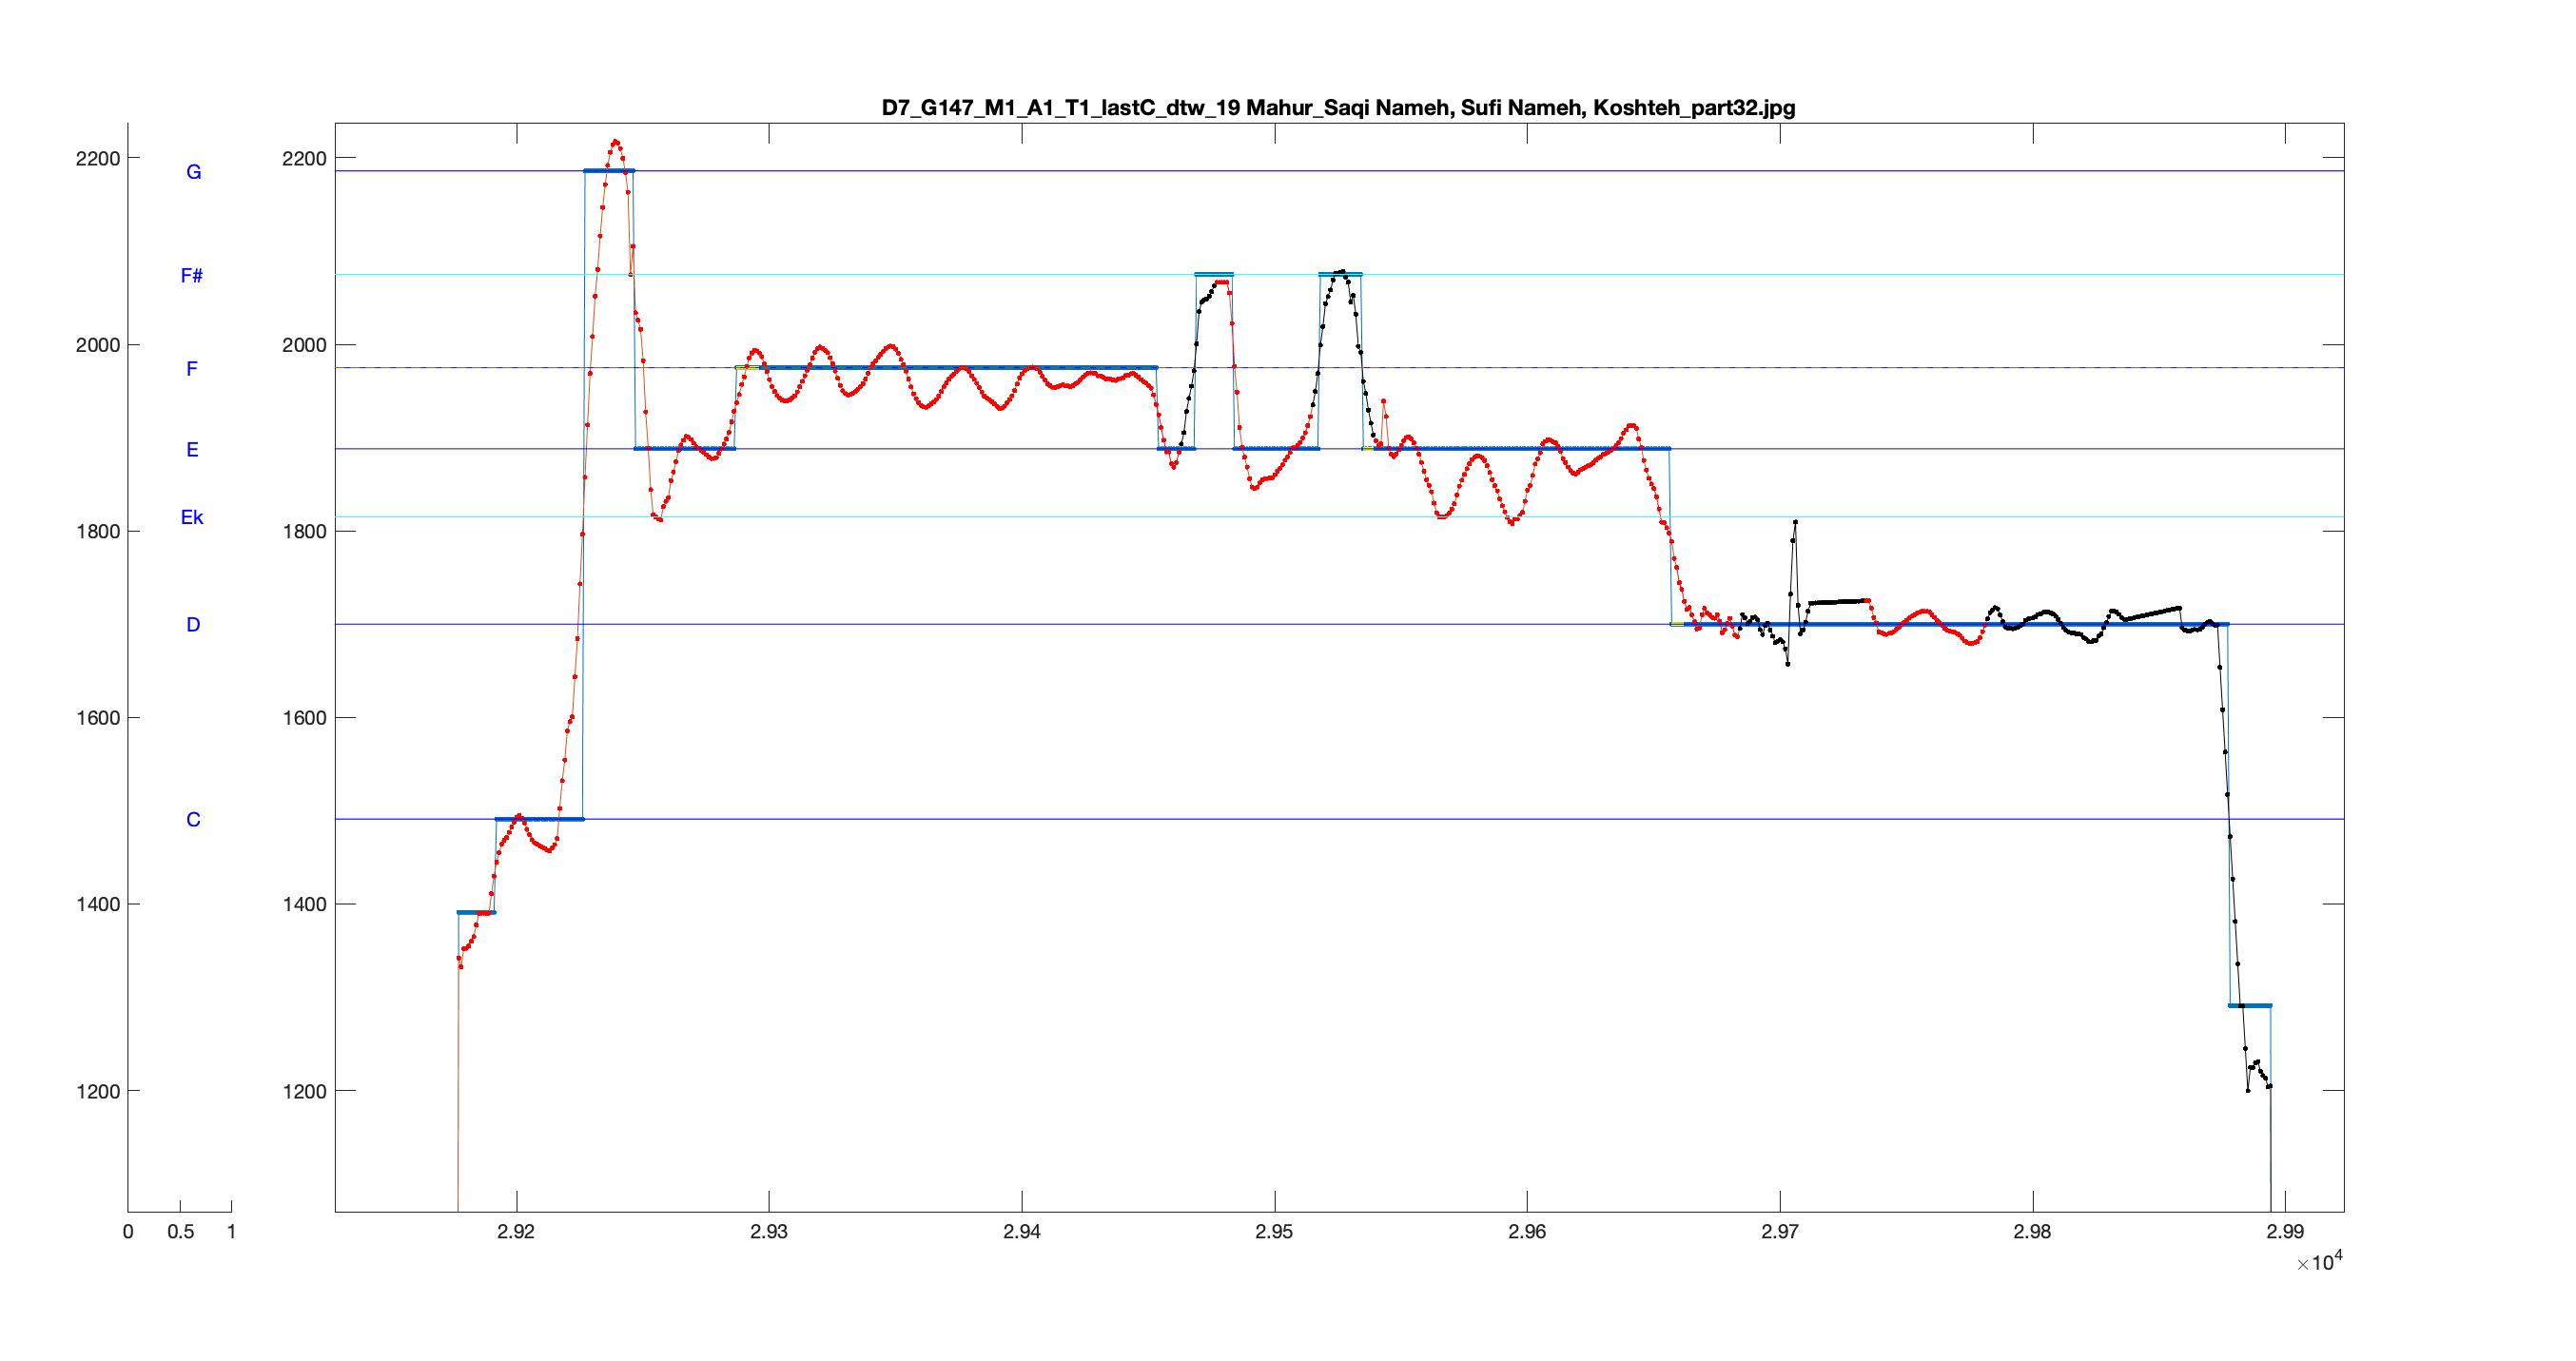 D7_G147_M1_A1_T1_lastC_dtw_19 Mahur_Saqi Nameh, Sufi Nameh, Koshteh_part32.jpg
2200 G 2200
F#
2000 2000
F
E
Ek
1800 1800
D
1600 1600
C
1400 1400
1200 1200
0 0.5 1 2.92 2.93 2.94 2.95 2.96 2.97 2.98 2.99
×10⁴